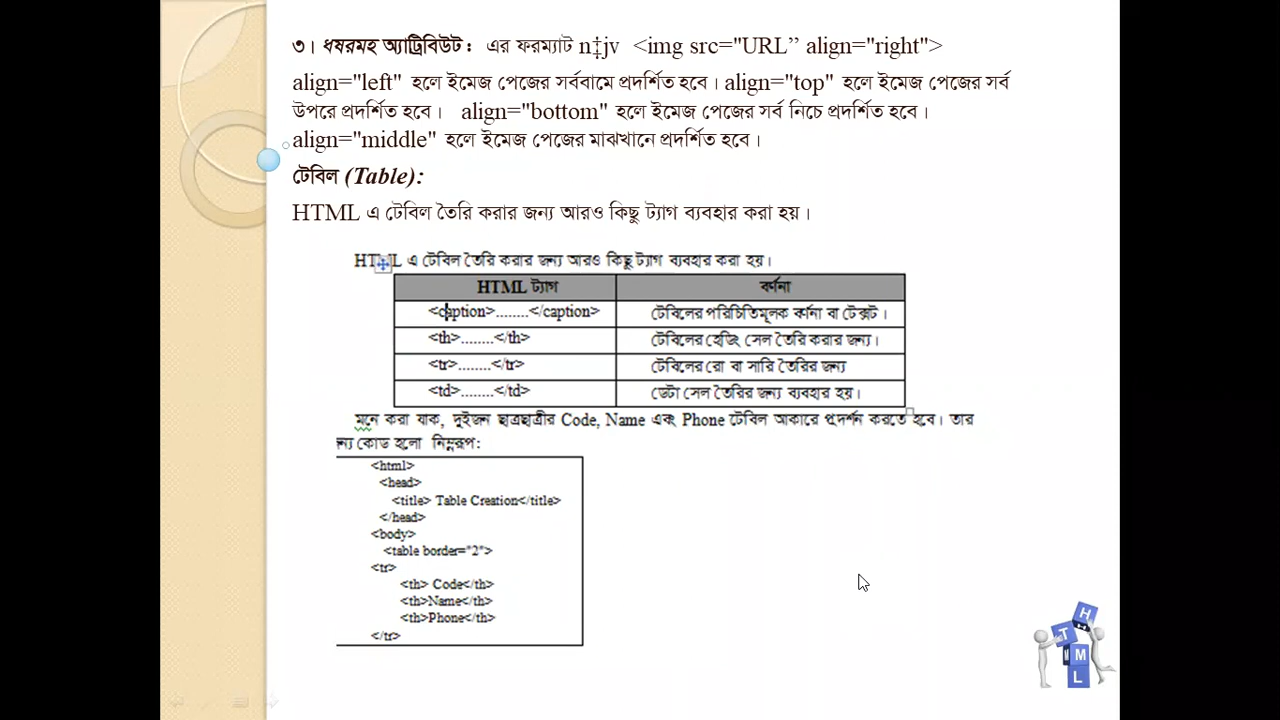 ৩। ধষরমহ অ্যাট্রিবিউট: এর ফরম্যাট n‡jv <img src="URL” align="right">
align="left" হলে ইমেজ পেজের সর্ববামে প্রদর্শিত হবে। align="top" হলে ইমেজ পেজের সর্ব
উপরে প্রদর্শিত হবে। align="bottom" হলে ইমেজ পেজের সর্ব নিচে প্রদর্শিত হবে।
align="middle" হলে ইমেজ পেজের মাঝখানে প্রদর্শিত হবে।
টেবিল (Table):
HTML এ টেবিল তৈরি করার জন্য আরও কিছু ট্যাগ ব্যবহার করা হয়।
HTML এ টেবিল তৈরি করার জন্য আরও কিছু ট্যাগ ব্যবহার করা হয়।
HTML ট্যাগ বর্ণনা
<caption>........</caption> টেবিলের পরিচিতিমূলক বর্ণনা বা টেক্সট।
<th>........</th> টেবিলের হেডিং সেল তৈরি করার জন্য।
<tr>........</tr> টেবিলের রো বা সারি তৈরির জন্য
<td>........</td> ডেটা সেল তৈরির জন্য ব্যবহার হয়।
মনে করা যাক, দুইজন ছাত্রছাত্রীর Code, Name এবং Phone টেবিল আকারে প্রদর্শন করতে হবে। তার
ন্য কোড হলো নিম্নরূপ:
<html>
<head>
<title> Table Creation</title>
</head>
<body>
<table border="2">
<tr>
<th> Code</th>
<th>Name</th>
<th>Phone</th>
</tr>
H
T
M
M
L